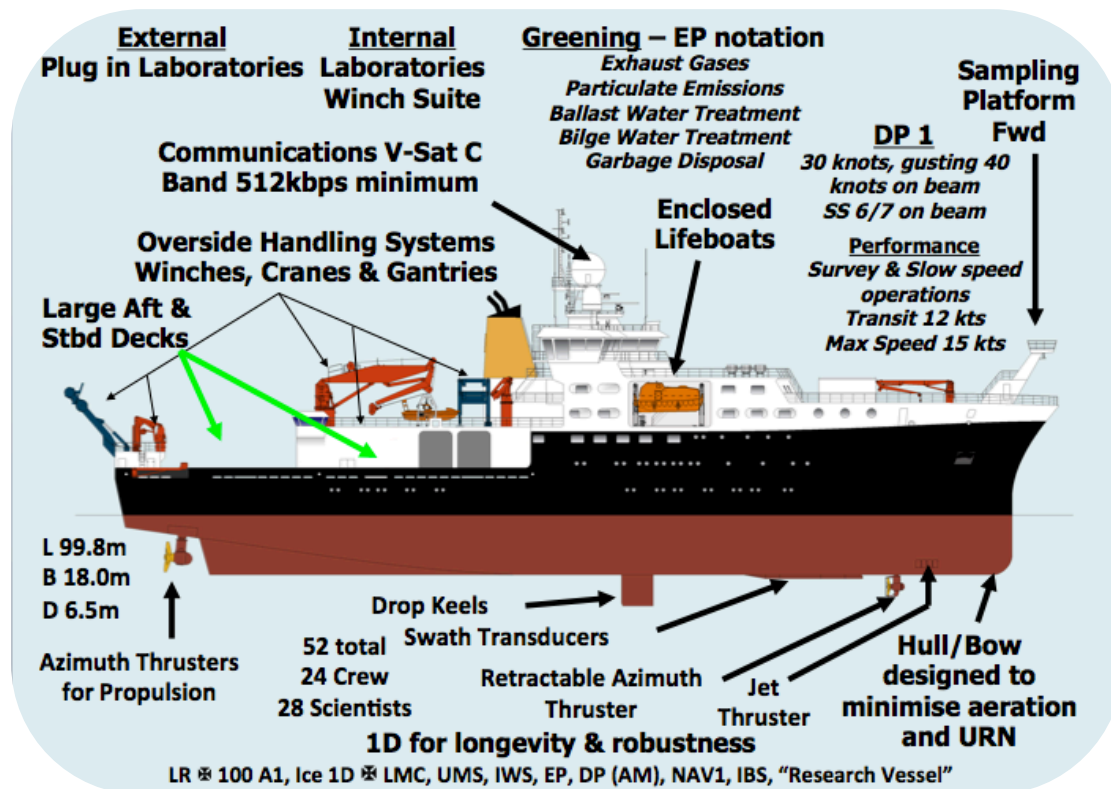 External
Plug in Laboratories
Internal
Laboratories
Winch Suite
Greening – EP notation
Exhaust Gases
Particulate Emissions
Ballast Water Treatment
Bilge Water Treatment
Garbage Disposal
Sampling
Platform
Fwd
DP 1
30 knots, gusting 40
knots on beam
SS 6/7 on beam
Performance
Survey & Slow speed
operations
Transit 12 kts
Max Speed 15 kts
Communications V-Sat C
Band 512kbps minimum
Enclosed
Lifeboats
Overside Handling Systems
Winches, Cranes & Gantries
Large Aft &
Stbd Decks
L 99.8m
B 18.0m
D 6.5m
Azimuth Thrusters
for Propulsion
Drop Keels
Swath Transducers
52 total
24 Crew
28 Scientists
Retractable Azimuth
Thruster
Jet
Thruster
Hull/Bow
designed to
minimise aeration
and URN
1D for longevity & robustness
LR ✠ 100 A1, Ice 1D ✠ LMC, UMS, IWS, EP, DP (AM), NAV1, IBS, “Research Vessel”